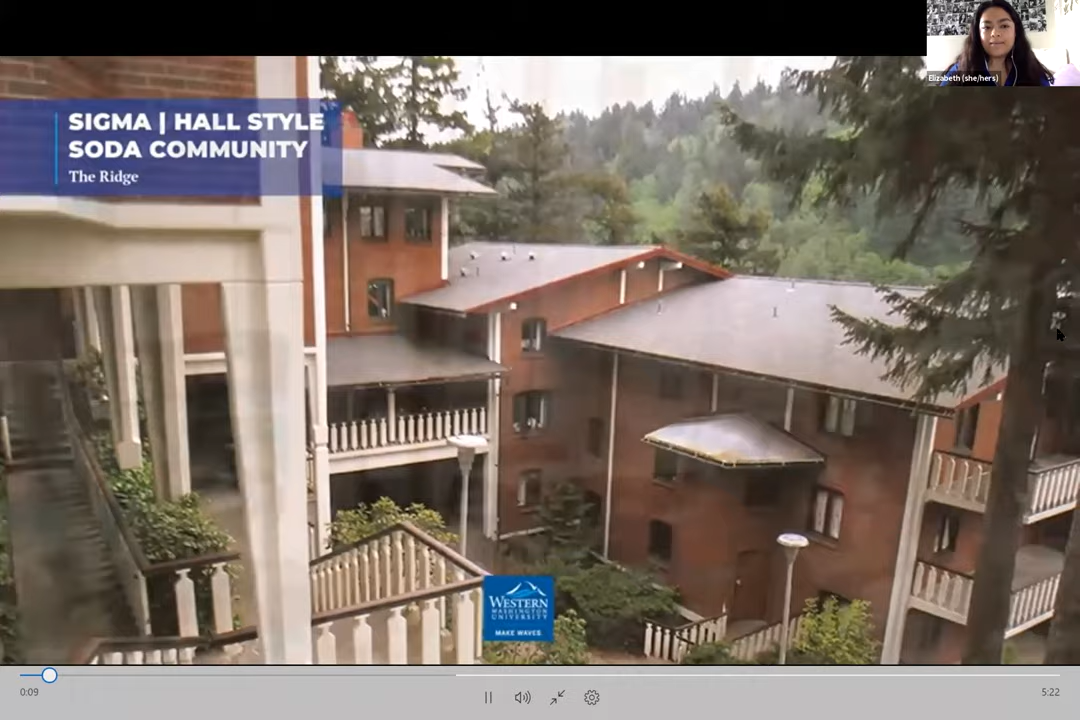 Elizabeth (she/hers)
SIGMA | HALL STYLE
SODA COMMUNITY
The Ridge
WESTERN
WASHINGTON
UNIVERSITY
MAKE WAVES
0:09
5:22